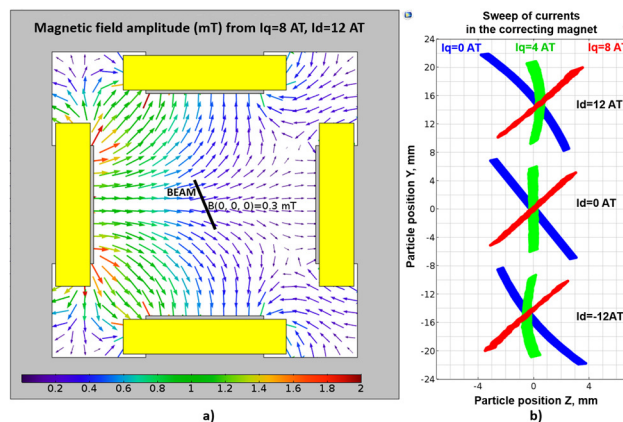 Magnetic field amplitude (mT) from Iq=8 AT, Id=12 AT
BEAM
B(0, 0, 0)=0.3 mT
0.2 0.4 0.6 0.8 1 1.2 1.4 1.6 1.8 2
a)
Sweep of currents
in the correcting magnet
Iq=0 AT Iq=4 AT Iq=8 AT
Id=12 AT
Id=0 AT
Id=-12AT
Particle position Y, mm
24
20
16
12
8
4
0
-4
-8
-12
-16
-20
-24
-4 0 4
Particle position Z, mm
b)